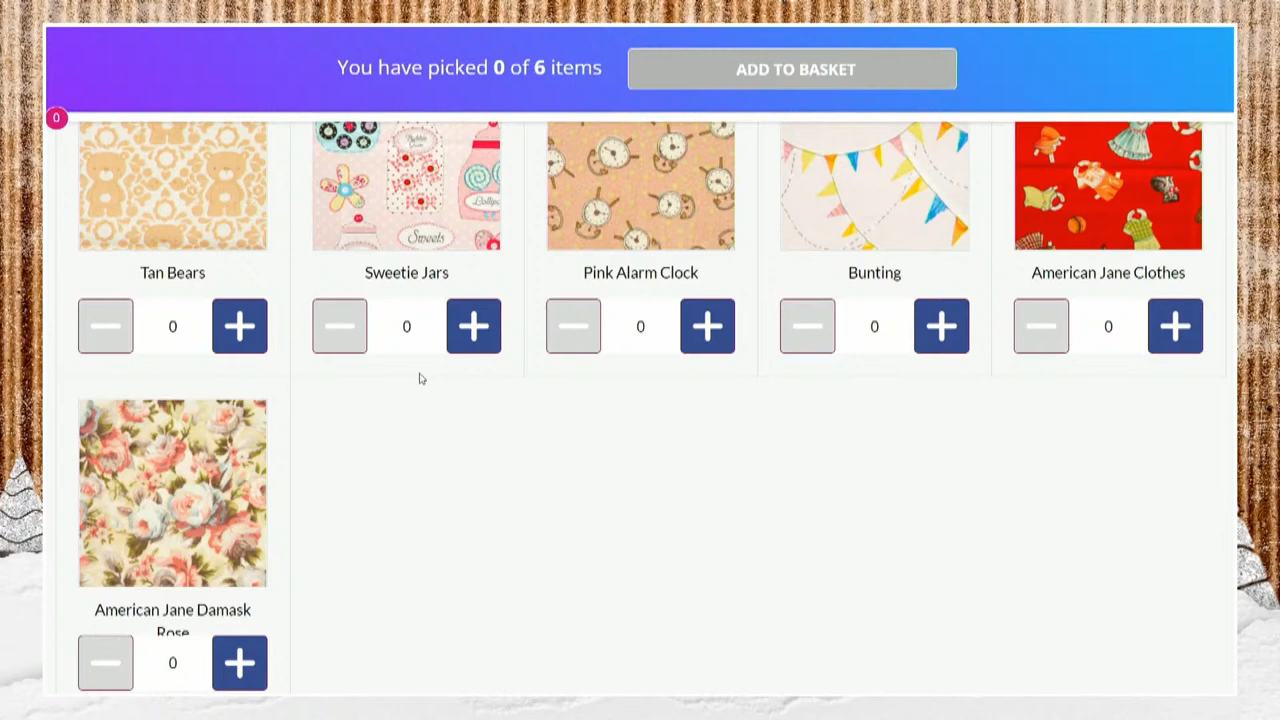 You have picked 0 of 6 items
ADD TO BASKET
0
Sweets
Tan Bears
Sweetie Jars
Pink Alarm Clock
Bunting
American Jane Clothes
0
0
0
0
0
American Jane Damask
Rose
0